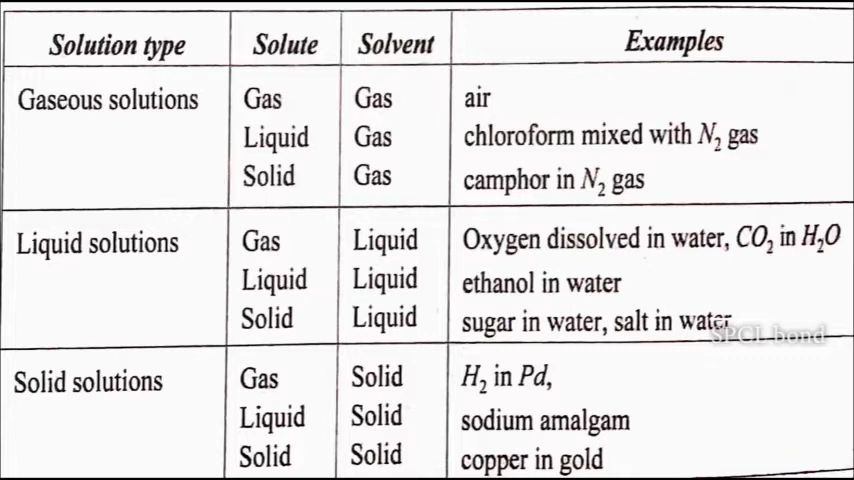 Solution type Solute Solvent Examples
Gaseous solutions Gas Gas air
Liquid Gas chloroform mixed with N₂ gas
Solid Gas camphor in N₂ gas
Liquid solutions Gas Liquid Oxygen dissolved in water, CO₂ in H₂O
Liquid Liquid ethanol in water
Solid Liquid sugar in water, salt in water
SPCL bond
Solid solutions Gas Solid H₂ in Pd,
Liquid Solid sodium amalgam
Solid Solid copper in gold